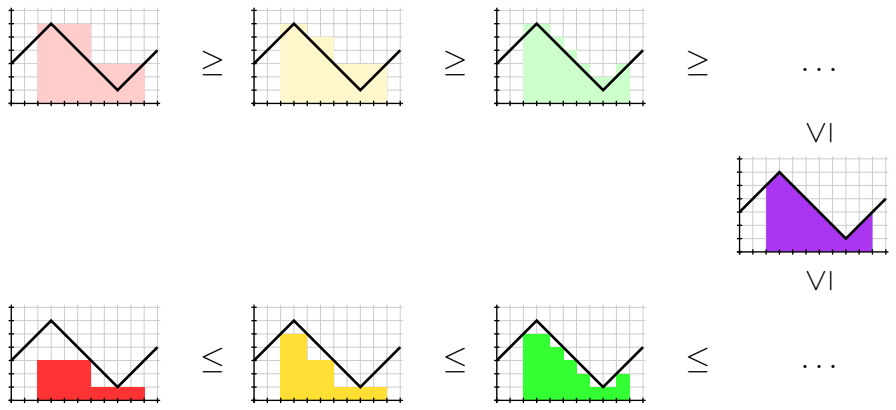 ≥ ≥ ≥ ...
≥
≥
≤ ≤ ≤ ...